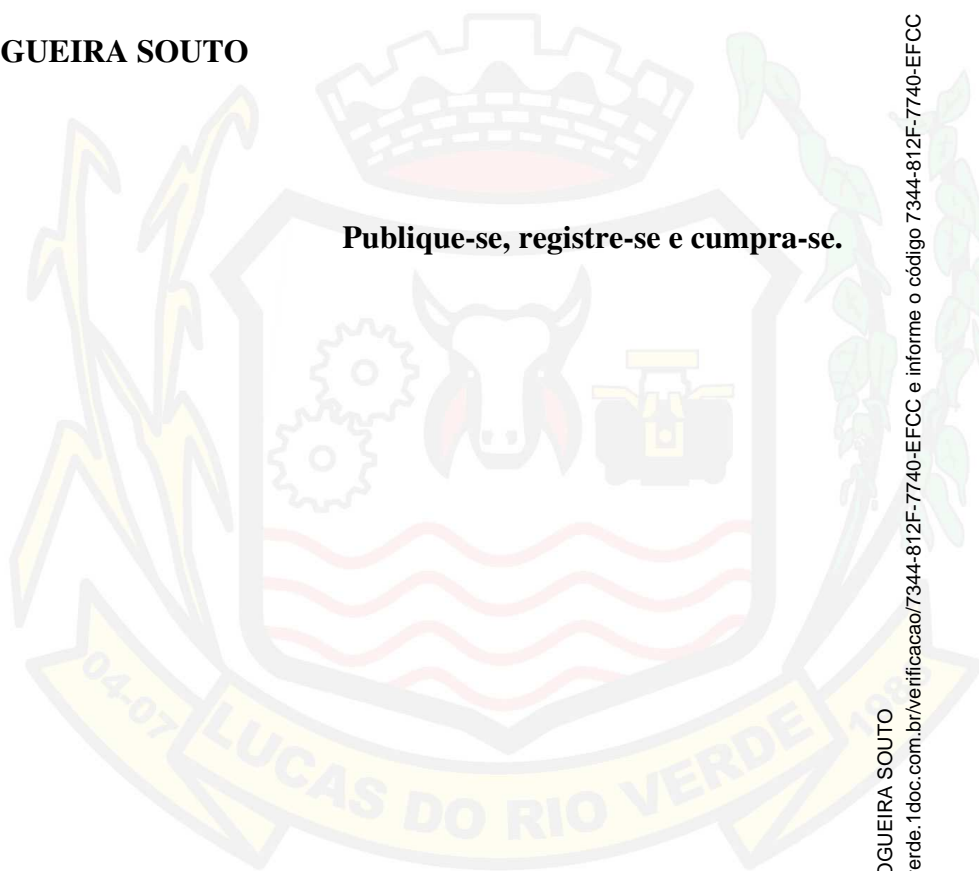 GUEIRA SOUTO
Publique-se, registre-se e cumpra-se.
04-07
LUCAS DO RIO VERDE
OGUEIRA SOUTO
erde.1doc.com.br/verificacao/7344-812F-7740-EFCC e informe o código 7344-812F-7740-EFCC